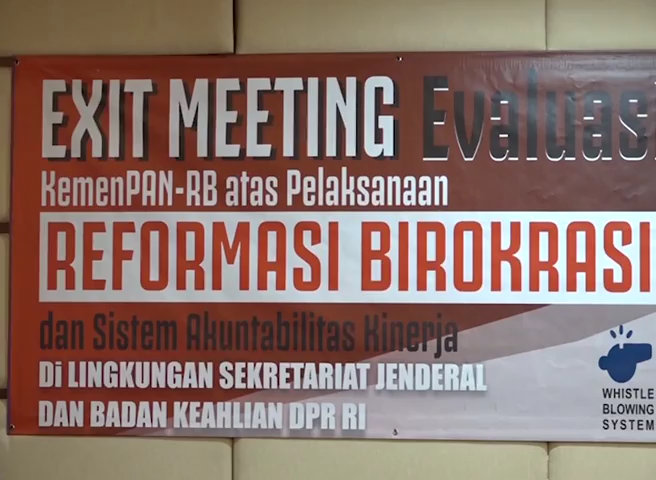 EXIT MEETING Evaluasi
KemenPAN-RB atas Pelaksanaan
REFORMASI BIROKRASI
dan Sistem Akuntabilitas Kinerja
Di LINGKUNGAN SEKRETARIAT JENDERAL
DAN BADAN KEAHLIAN DPR RI
WHISTLE
BLOWING
SYSTEM